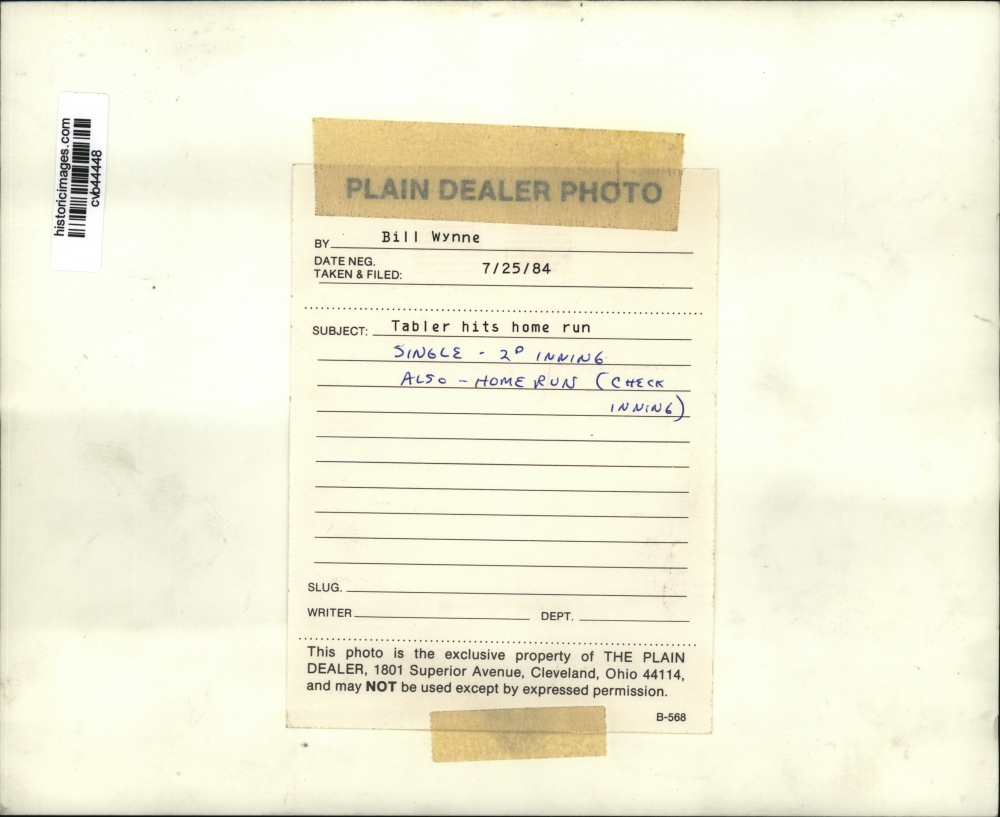 historicimages.com
cvb44448
PLAIN DEALER PHOTO
BY Bill Wynne
DATE NEG.
TAKEN & FILED: 7/25/84
SUBJECT: Tabler hits home run
SINGLE - 2D INNING
ALSO - HOME RUN (CHECK
INNING)
SLUG.
WRITER DEPT.
This photo is the exclusive property of THE PLAIN
DEALER, 1801 Superior Avenue, Cleveland, Ohio 44114,
and may NOT be used except by expressed permission.
B-568